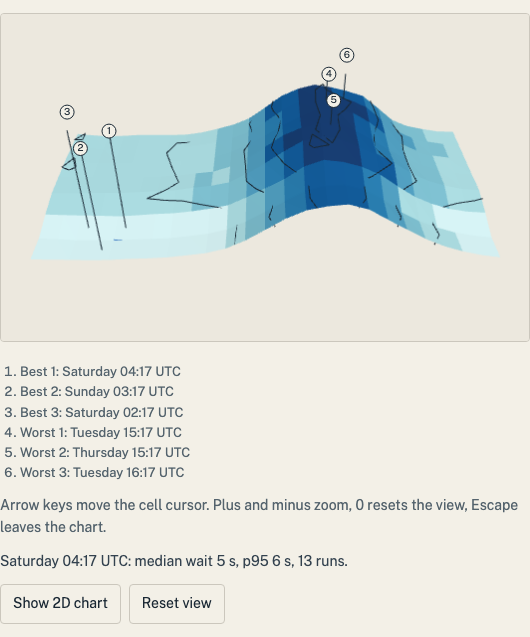 6
4
5
3
1
2
1. Best 1: Saturday 04:17 UTC
2. Best 2: Sunday 03:17 UTC
3. Best 3: Saturday 02:17 UTC
4. Worst 1: Tuesday 15:17 UTC
5. Worst 2: Thursday 15:17 UTC
6. Worst 3: Tuesday 16:17 UTC
Arrow keys move the cell cursor. Plus and minus zoom, 0 resets the view, Escape
leaves the chart.
Saturday 04:17 UTC: median wait 5 s, p95 6 s, 13 runs.
Show 2D chart
Reset view